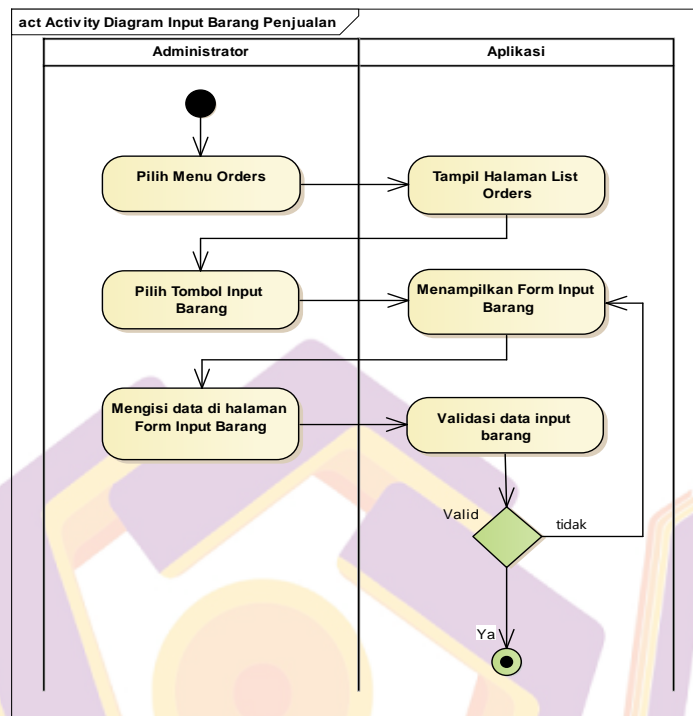 act Activity Diagram Input Barang Penjualan
Administrator
Aplikasi
Pilih Menu Orders
Tampil Halaman List
Orders
Pilih Tombol Input
Barang
Menampilkan Form Input
Barang
Mengisi data di halaman
Form Input Barang
Validasi data input
barang
Valid
tidak
Ya